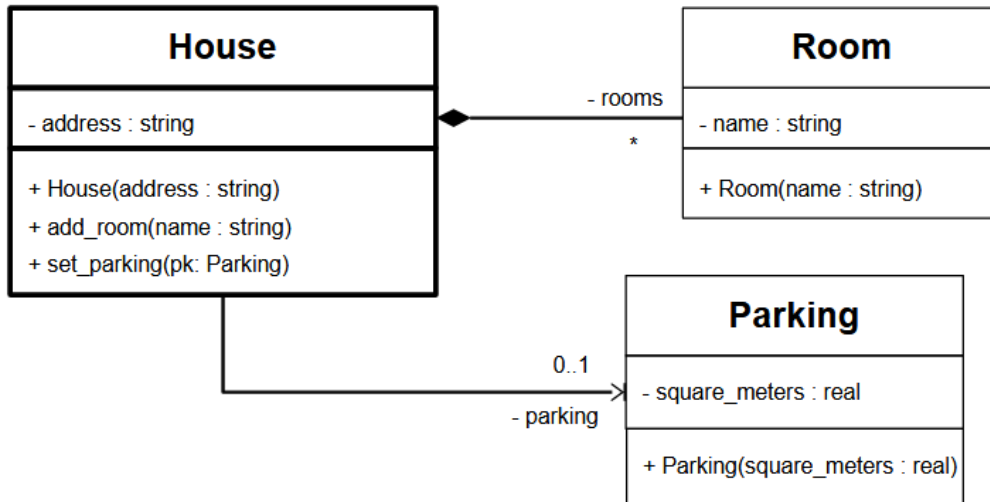 House
- address : string
+ House(address : string)
+ add_room(name : string)
+ set_parking(pk: Parking)
- rooms
*
Room
- name : string
+ Room(name : string)
0..1
- parking
Parking
- square_meters : real
+ Parking(square_meters : real)